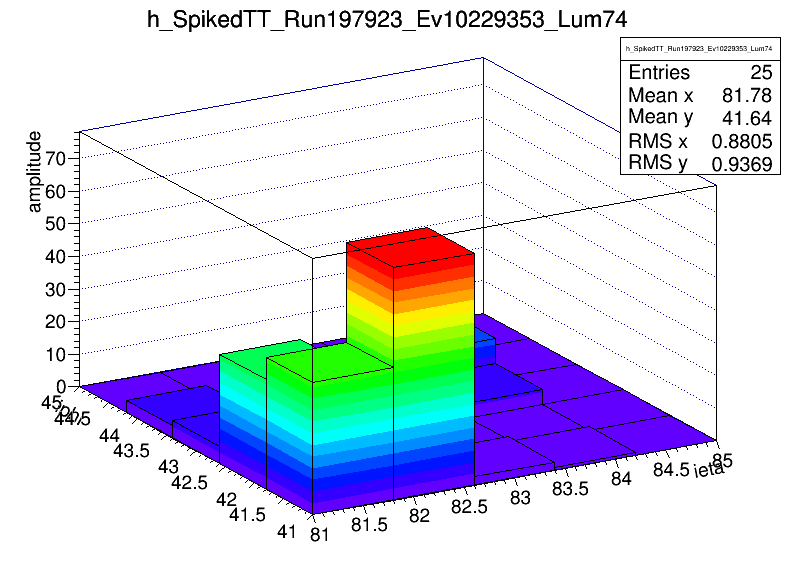 h_SpikedTT_Run197923_Ev10229353_Lum74
h_SpikedTT_Run197923_Ev10229353_Lum74
Entries 25
Mean x 81.78
Mean y 41.64
RMS x 0.8805
RMS y 0.9369
amplitude
70
60
50
40
30
20
10
0
45
44.5
44
43.5
43
42.5
42
41.5
41
81
81.5
82
82.5
83
83.5
84
84.5
85
ieta